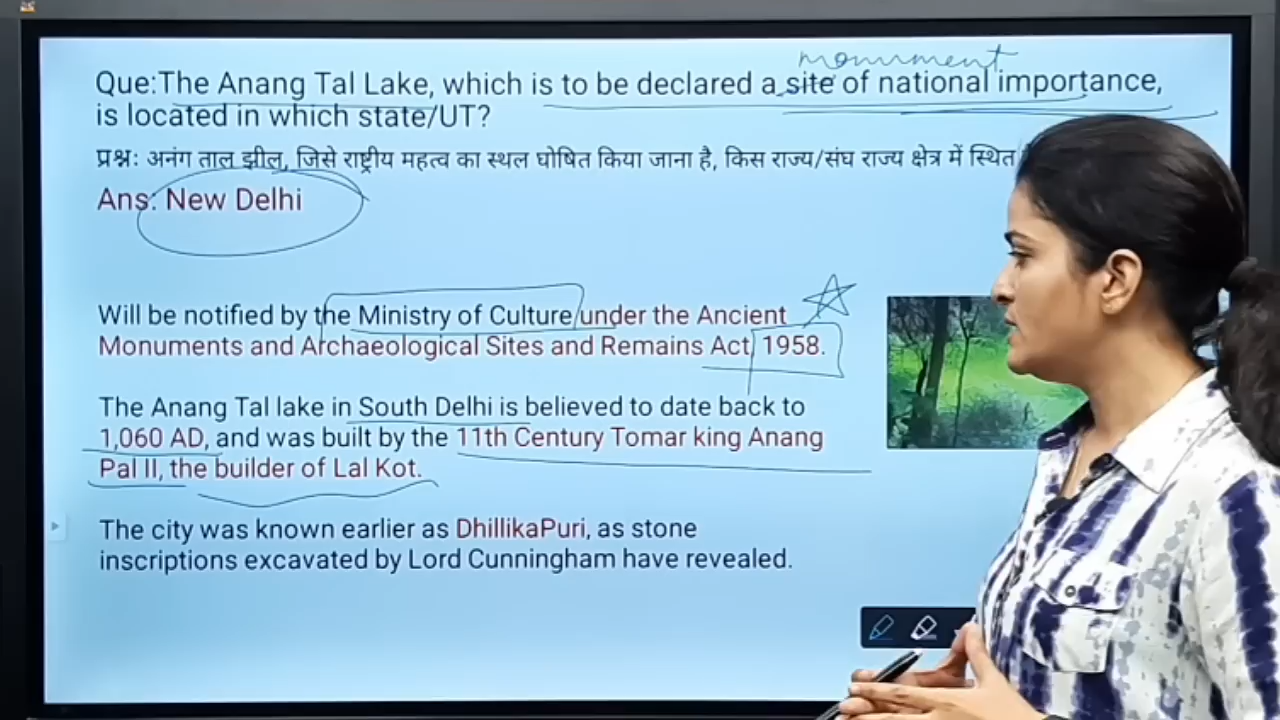 monument
Que:The Anang Tal Lake, which is to be declared a site of national importance,
is located in which state/UT?
प्रश्न: अनंग ताल झील, जिसे राष्ट्रीय महत्व का स्थल घोषित किया जाना है, किस राज्य/संघ राज्य क्षेत्र में स्थित
Ans: New Delhi
Will be notified by the Ministry of Culture under the Ancient
Monuments and Archaeological Sites and Remains Act 1958.
The Anang Tal lake in South Delhi is believed to date back to
1,060 AD, and was built by the 11th Century Tomar king Anang
Pal II, the builder of Lal Kot.
The city was known earlier as DhillikaPuri, as stone
inscriptions excavated by Lord Cunningham have revealed.